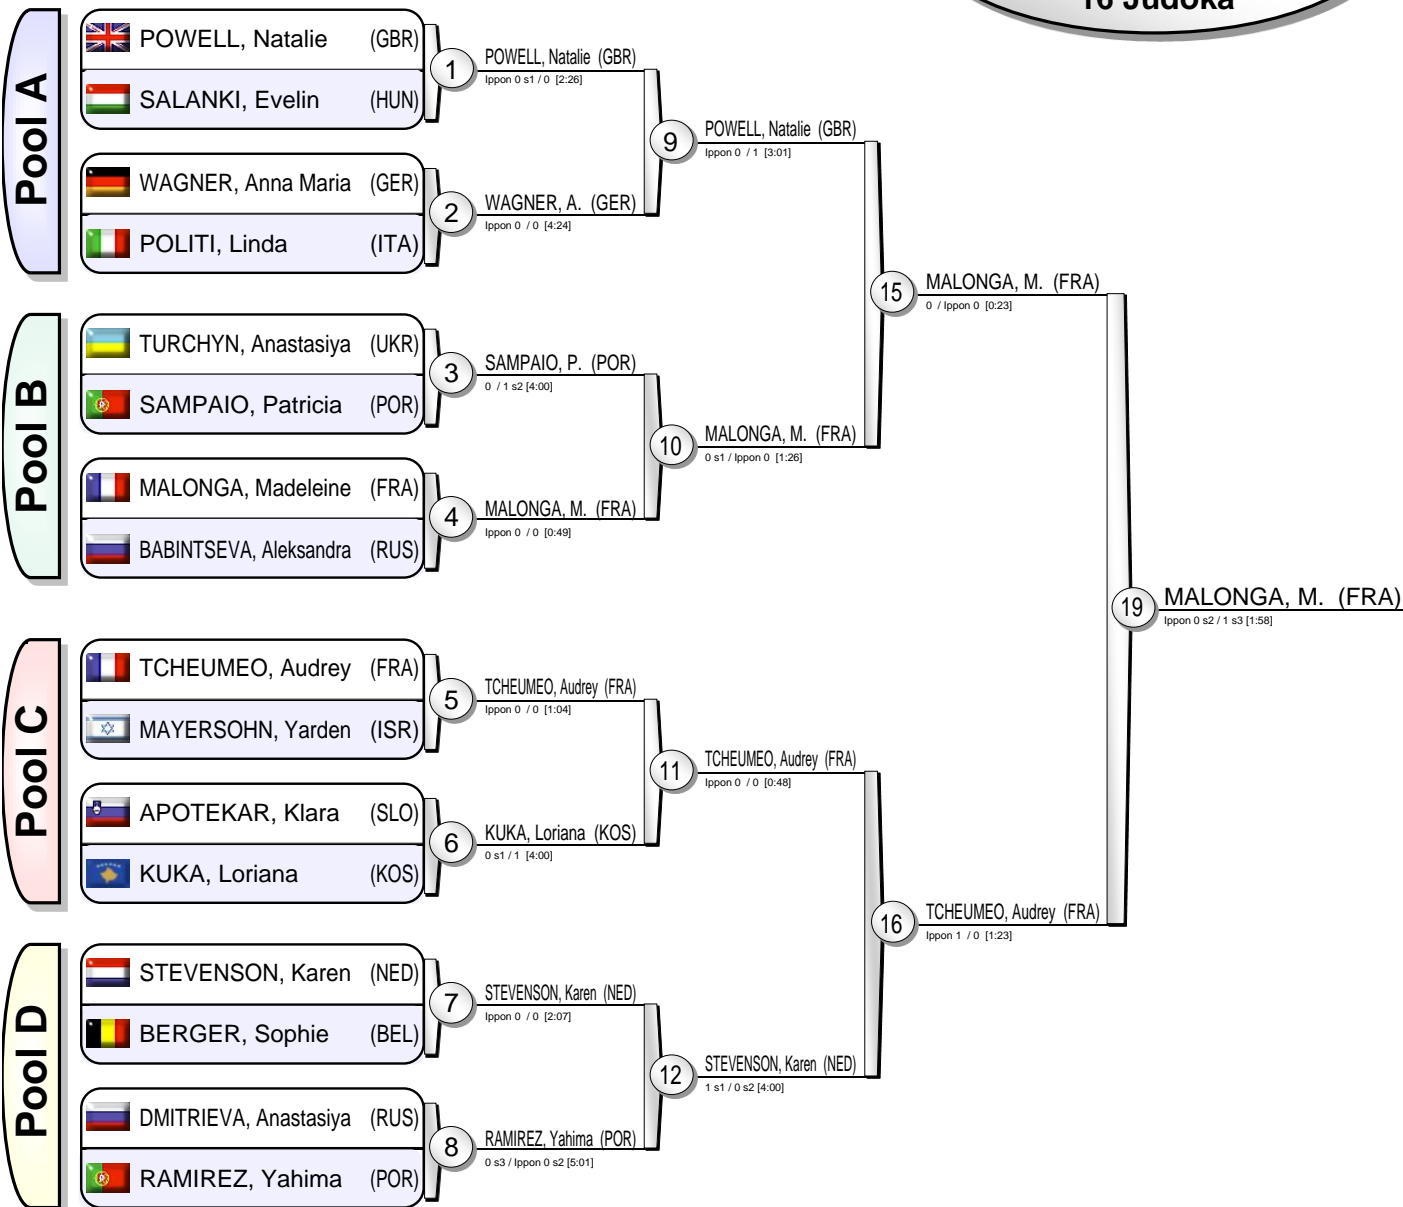 16 Judoka
Pool A
POWELL, Natalie (GBR)
SALANKI, Evelin (HUN)
WAGNER, Anna Maria (GER)
POLITI, Linda (ITA)
Pool B
TURCHYN, Anastasiya (UKR)
SAMPAIO, Patricia (POR)
MALONGA, Madeleine (FRA)
BABINTSEVA, Aleksandra (RUS)
Pool C
TCHEUMEO, Audrey (FRA)
MAYERSOHN, Yarden (ISR)
APOTEKAR, Klara (SLO)
KUKA, Loriana (KOS)
Pool D
STEVENSON, Karen (NED)
BERGER, Sophie (BEL)
DMITRIEVA, Anastasiya (RUS)
RAMIREZ, Yahima (POR)
1
POWELL, Natalie (GBR)
Ippon 0 s1 / 0 [2:26]
2
WAGNER, A. (GER)
Ippon 0 / 0 [4:24]
3
SAMPAIO, P. (POR)
0 / 1 s2 [4:00]
4
MALONGA, M. (FRA)
Ippon 0 / 0 [0:49]
5
TCHEUMEO, Audrey (FRA)
Ippon 0 / 0 [1:04]
6
KUKA, Loriana (KOS)
0 s1 / 1 [4:00]
7
STEVENSON, Karen (NED)
Ippon 0 / 0 [2:07]
8
RAMIREZ, Yahima (POR)
0 s3 / Ippon 0 s2 [5:01]
9
POWELL, Natalie (GBR)
Ippon 0 / 1 [3:01]
10
MALONGA, M. (FRA)
0 s1 / Ippon 0 [1:26]
11
TCHEUMEO, Audrey (FRA)
Ippon 0 / 0 [0:48]
12
STEVENSON, Karen (NED)
1 s1 / 0 s2 [4:00]
15
MALONGA, M. (FRA)
0 / Ippon 0 [0:23]
16
TCHEUMEO, Audrey (FRA)
Ippon 1 / 0 [1:23]
19
MALONGA, M. (FRA)
Ippon 0 s2 / 1 s3 [1:58]